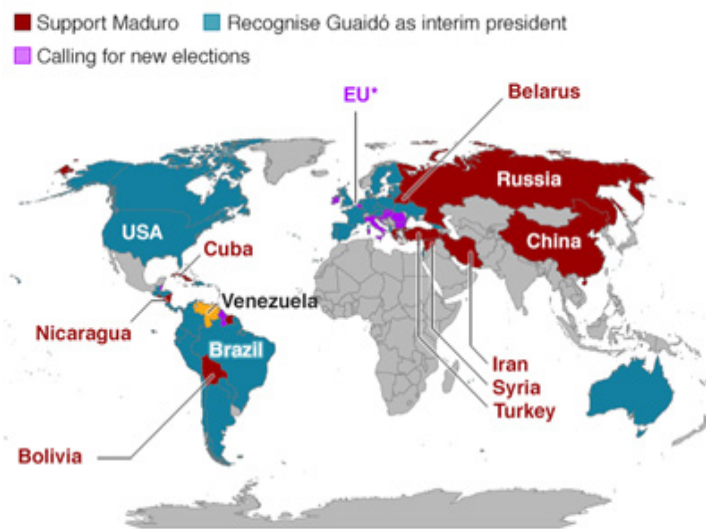 Support Maduro
Recognise Guaidó as interim president
Calling for new elections
EU*
Belarus
Russia
USA
China
Cuba
Venezuela
Nicaragua
Brazil
Iran
Syria
Turkey
Bolivia